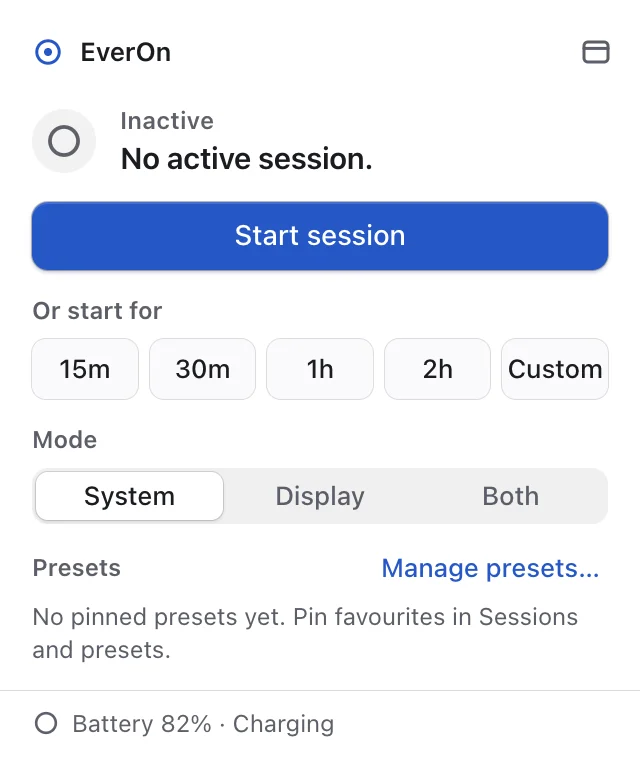 EverOn
Inactive
No active session.
Start session
Or start for
15m 30m 1h 2h Custom
Mode
System Display Both
Presets Manage presets...
No pinned presets yet. Pin favourites in Sessions
and presets.
Battery 82% · Charging